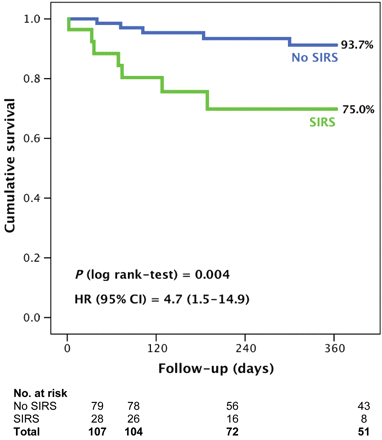 1.0
93.7%
No SIRS
0.8
75.0%
SIRS
0.6
Cumulative survival
0.4
0.2
P (log rank-test) = 0.004
HR (95% CI) = 4.7 (1.5-14.9)
0.0
0 120 240 360
Follow-up (days)
No. at risk
No SIRS 79 78 56 43
SIRS 28 26 16 8
Total 107 104 72 51